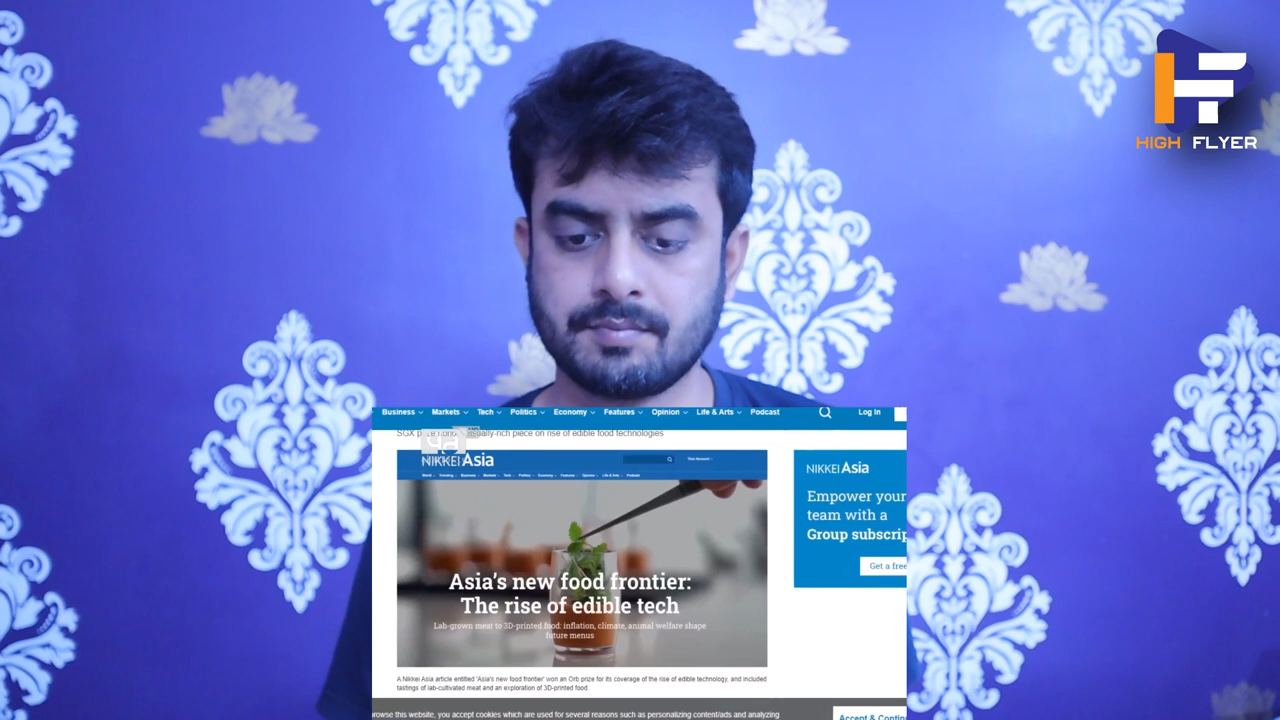 HIGH FLYER
Business Markets Tech Politics Economy Features Opinion Life & Arts Podcast Log In
on rise of edible food technologies
NIKKEI Asia
NIKKEI Asia
Empower your
team with a
Group subscrip
Get a free
Asia's new food frontier:
The rise of edible tech
Lab-grown meat to 3D-printed food: inflation, climate, animal welfare shape
future menus
A Nikkei Asia article entitled 'Asia's new food frontier' won an Orb prize for its coverage of the rise of edible technology, and included
tastings of lab-cultivated meat and an exploration of 3D-printed food.
rowse this website, you accept cookies which are used for several reasons such as personalizing content/ads and analyzing
Accept & Contin